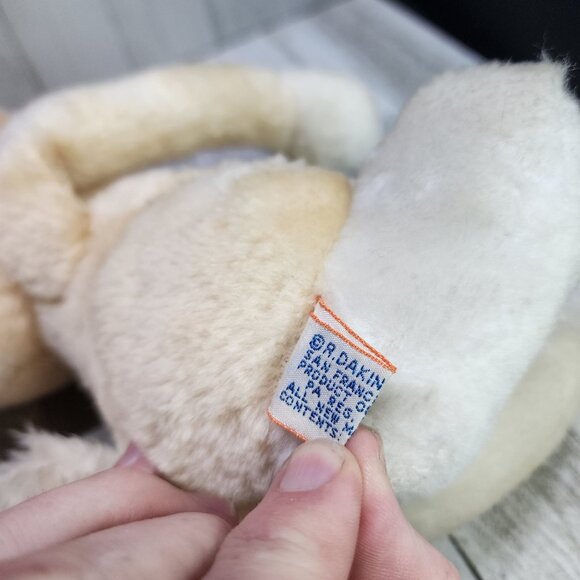 ©R.DAKIN
SAN FRANC
PRODUCT O
PA. REG.
ALL NEW M
CONTENTS: